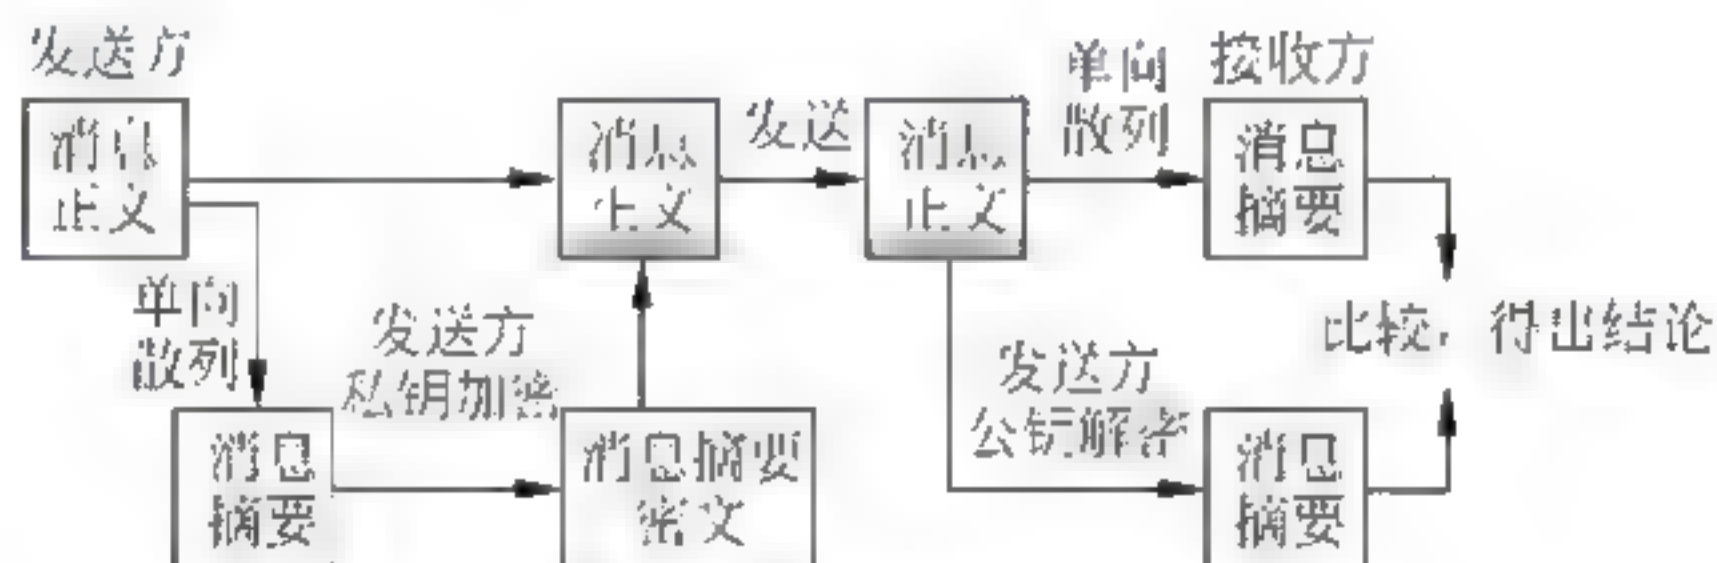 发送方
消息
正文
单向
散列
消息
摘要
发送方
私钥加密
消息摘要
密文
消息
正文
发送
消息
正文
单向
散列
接收方
消息
摘要
发送方
公钥解密
消息
摘要
比较，得出结论